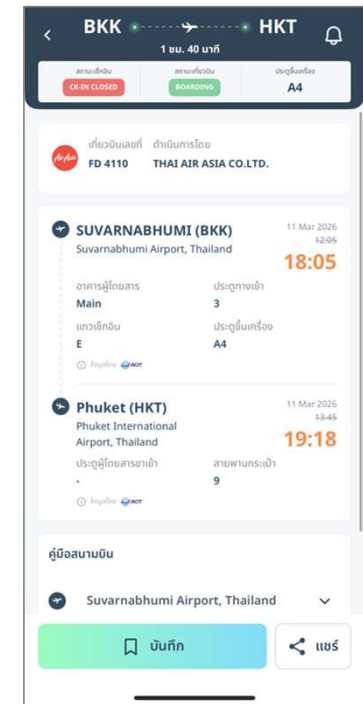 BKK HKT
1 ชม. 40 นาที
สถานะเช็กอิน สถานะเที่ยวบิน ประตูขึ้นเครื่อง
CK-IN CLOSED BOARDING A4
AirAsia
เที่ยวบินเลขที่ ดำเนินการโดย
FD 4110 THAI AIR ASIA CO.LTD.
SUVARNABHUMI (BKK) 11 Mar 2026
Suvarnabhumi Airport, Thailand 12:05
18:05
อาคารผู้โดยสาร ประตูทางเข้า
Main 3
แถวเช็กอิน ประตูขึ้นเครื่อง
E A4
ข้อมูลโดย AOT
Phuket (HKT) 11 Mar 2026
Phuket International 13:45
Airport, Thailand 19:18
ประตูผู้โดยสารขาเข้า สายพานกระเป๋า
- 9
ข้อมูลโดย AOT
คู่มือสนามบิน
Suvarnabhumi Airport, Thailand
บันทึก แชร์